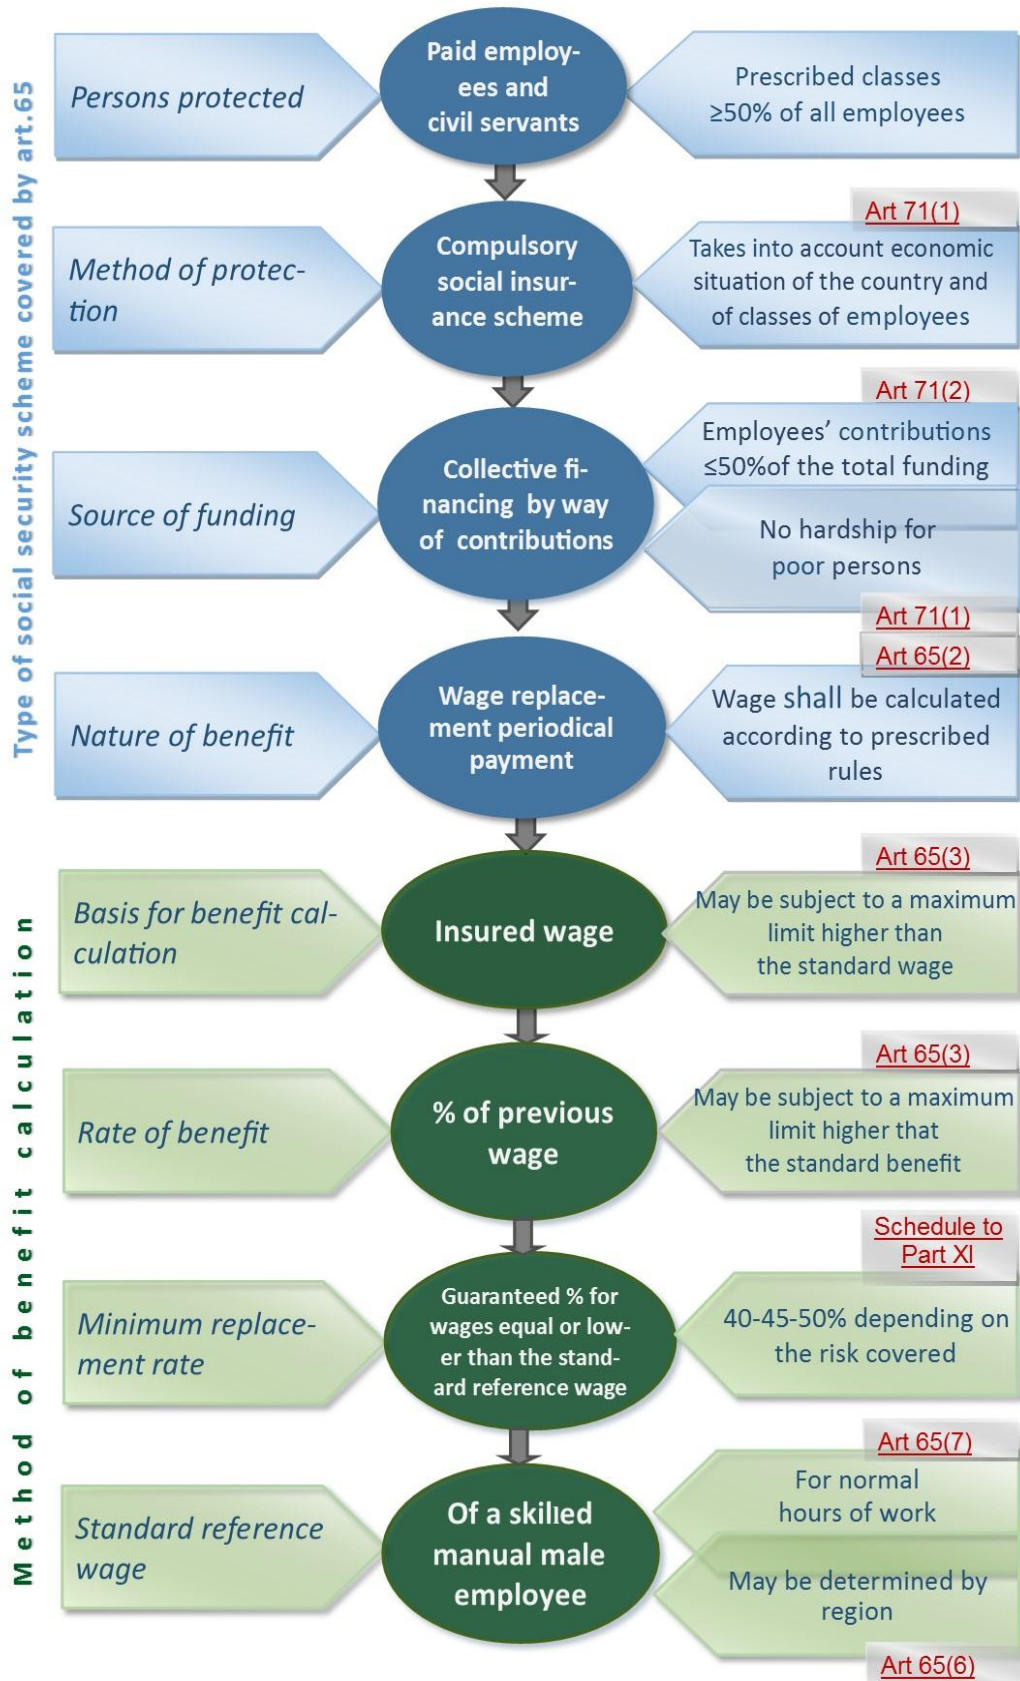 Type of social security scheme covered by art.65
Persons protected
Paid employ-
ees and
civil servants
Prescribed classes
≥50% of all employees
Method of protec-
tion
Compulsory
social insur-
ance scheme
Art 71(1)
Takes into account economic
situation of the country and
of classes of employees
Source of funding
Collective fi-
nancing by way
of contributions
Art 71(2)
Employees’ contributions
≤50%of the total funding
No hardship for
poor persons
Art 71(1)
Nature of benefit
Wage replace-
ment periodical
payment
Art 65(2)
Wage shall be calculated
according to prescribed
rules
Method of benefit calculation
Basis for benefit cal-
culation
Insured wage
Art 65(3)
May be subject to a maximum
limit higher than
the standard wage
Rate of benefit
% of previous
wage
Art 65(3)
May be subject to a maximum
limit higher that
the standard benefit
Minimum replace-
ment rate
Guaranteed % for
wages equal or low-
er than the stand-
ard reference wage
Schedule to
Part XI
40-45-50% depending on
the risk covered
Standard reference
wage
Of a skilled
manual male
employee
Art 65(7)
For normal
hours of work
May be determined by
region
Art 65(6)